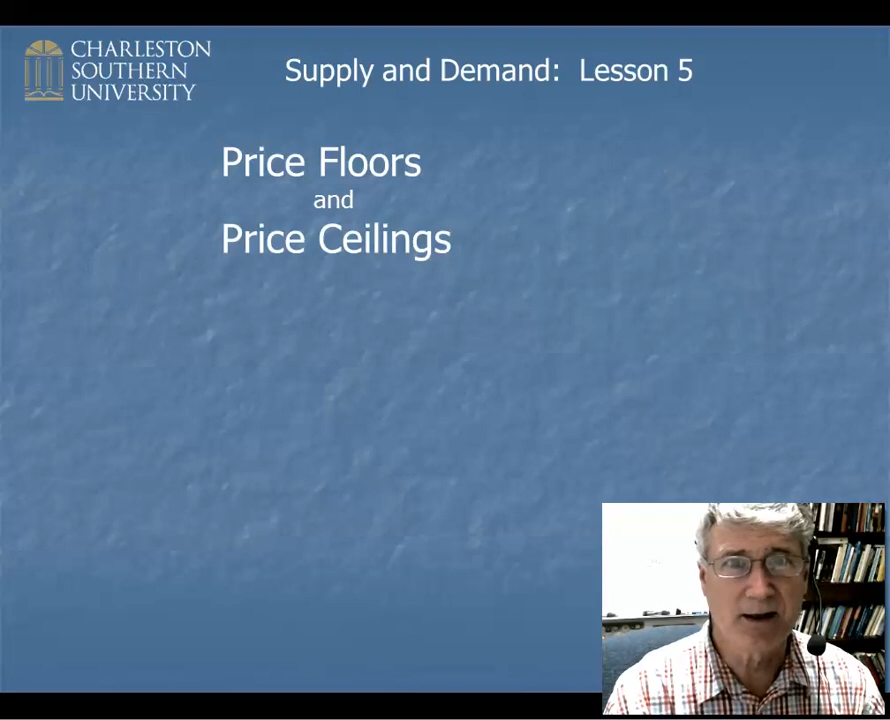 CHARLESTON
SOUTHERN
UNIVERSITY
Supply and Demand: Lesson 5
Price Floors
and
Price Ceilings